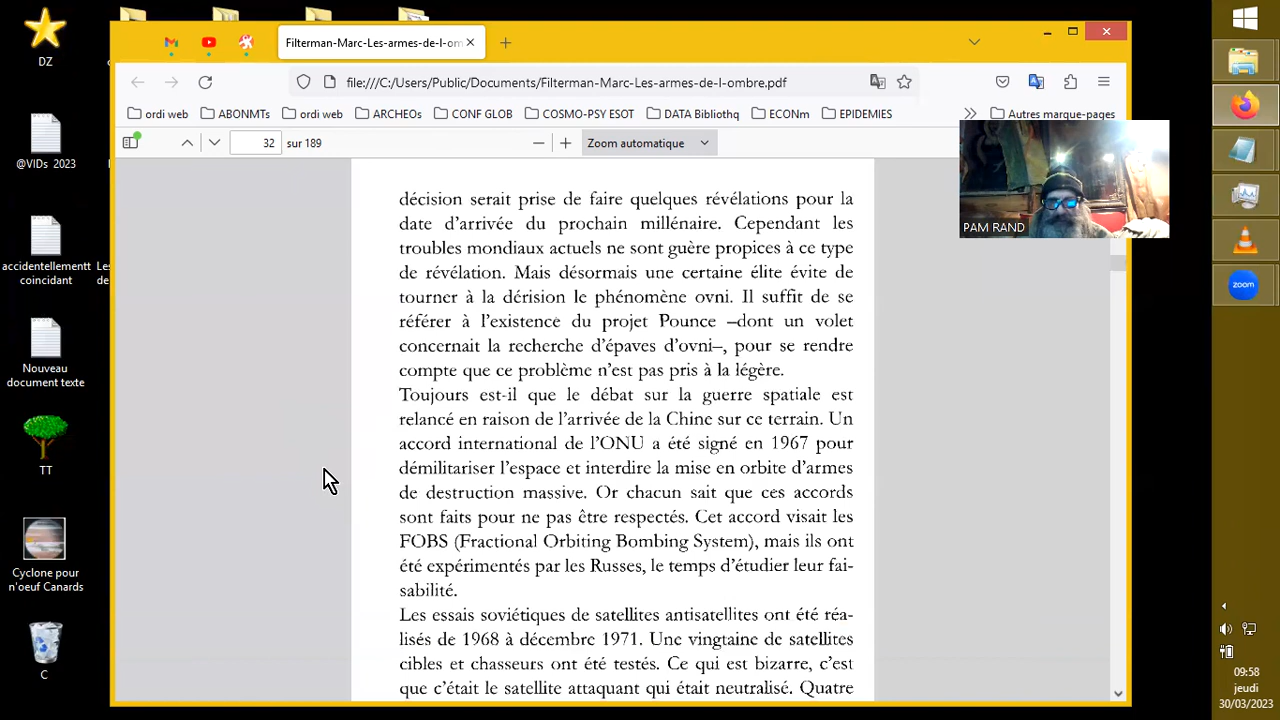 DZ
@VIDs 2023
accidentellementt
coincidant
Nouveau
document texte
TT
Cyclone pour
n'oeuf Canards
C
Filterman-Marc-Les-armes-de-l-om
file:///C:/Users/Public/Documents/Filterman-Marc-Les-armes-de-l-ombre.pdf
ordi web
ABONMTs
ordi web
ARCHEOs
CONF GLOB
COSMO-PSY ESOT
DATA Bibliothq
ECONm
EPIDEMIES
Autres marque-pages
32 sur 189
Zoom automatique
PAM RAND
décision serait prise de faire quelques révélations pour la
date d'arrivée du prochain millénaire. Cependant les
troubles mondiaux actuels ne sont guère propices à ce type
de révélation. Mais désormais une certaine élite évite de
tourner à la dérision le phénomène ovni. Il suffit de se
référer à l'existence du projet Pounce –dont un volet
concernait la recherche d'épaves d'ovni–, pour se rendre
compte que ce problème n'est pas pris à la légère.
Toujours est-il que le débat sur la guerre spatiale est
relancé en raison de l'arrivée de la Chine sur ce terrain. Un
accord international de l'ONU a été signé en 1967 pour
démilitariser l'espace et interdire la mise en orbite d'armes
de destruction massive. Or chacun sait que ces accords
sont faits pour ne pas être respectés. Cet accord visait les
FOBS (Fractional Orbiting Bombing System), mais ils ont
été expérimentés par les Russes, le temps d'étudier leur fai-
sabilité.
Les essais soviétiques de satellites antisatellites ont été réa-
lisés de 1968 à décembre 1971. Une vingtaine de satellites
cibles et chasseurs ont été testés. Ce qui est bizarre, c'est
que c'était le satellite attaquant qui était neutralisé. Quatre
zoom
09:58
jeudi
30/03/2023